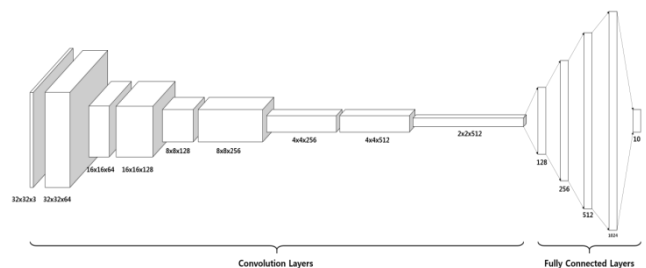 32x32x3
32x32x64
16x16x64
16x16x128
8x8x128
8x8x256
4x4x256
4x4x512
2x2x512
128
256
512
1024
10
Convolution Layers
Fully Connected Layers